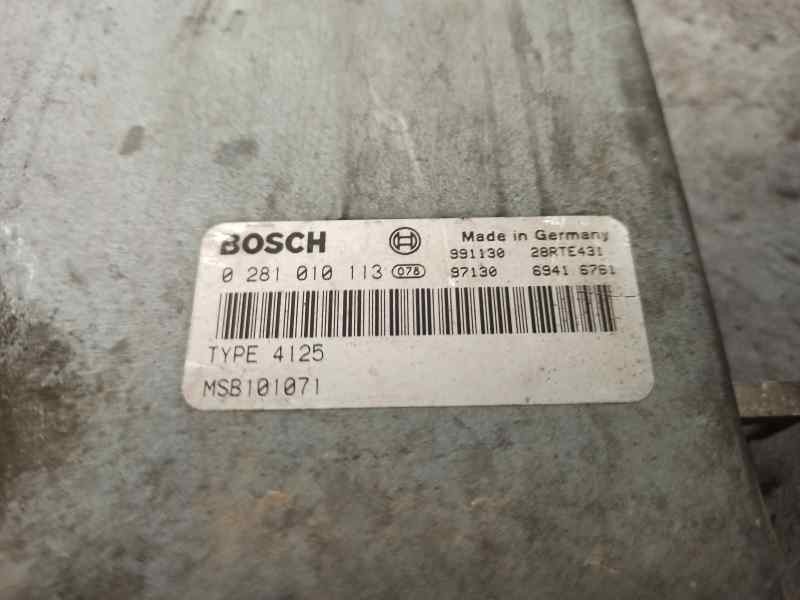 BOSCH Made in Germany
991130 28RTE431
0 281 010 113 078 97130 6941 6761
TYPE 4125
MSB101071